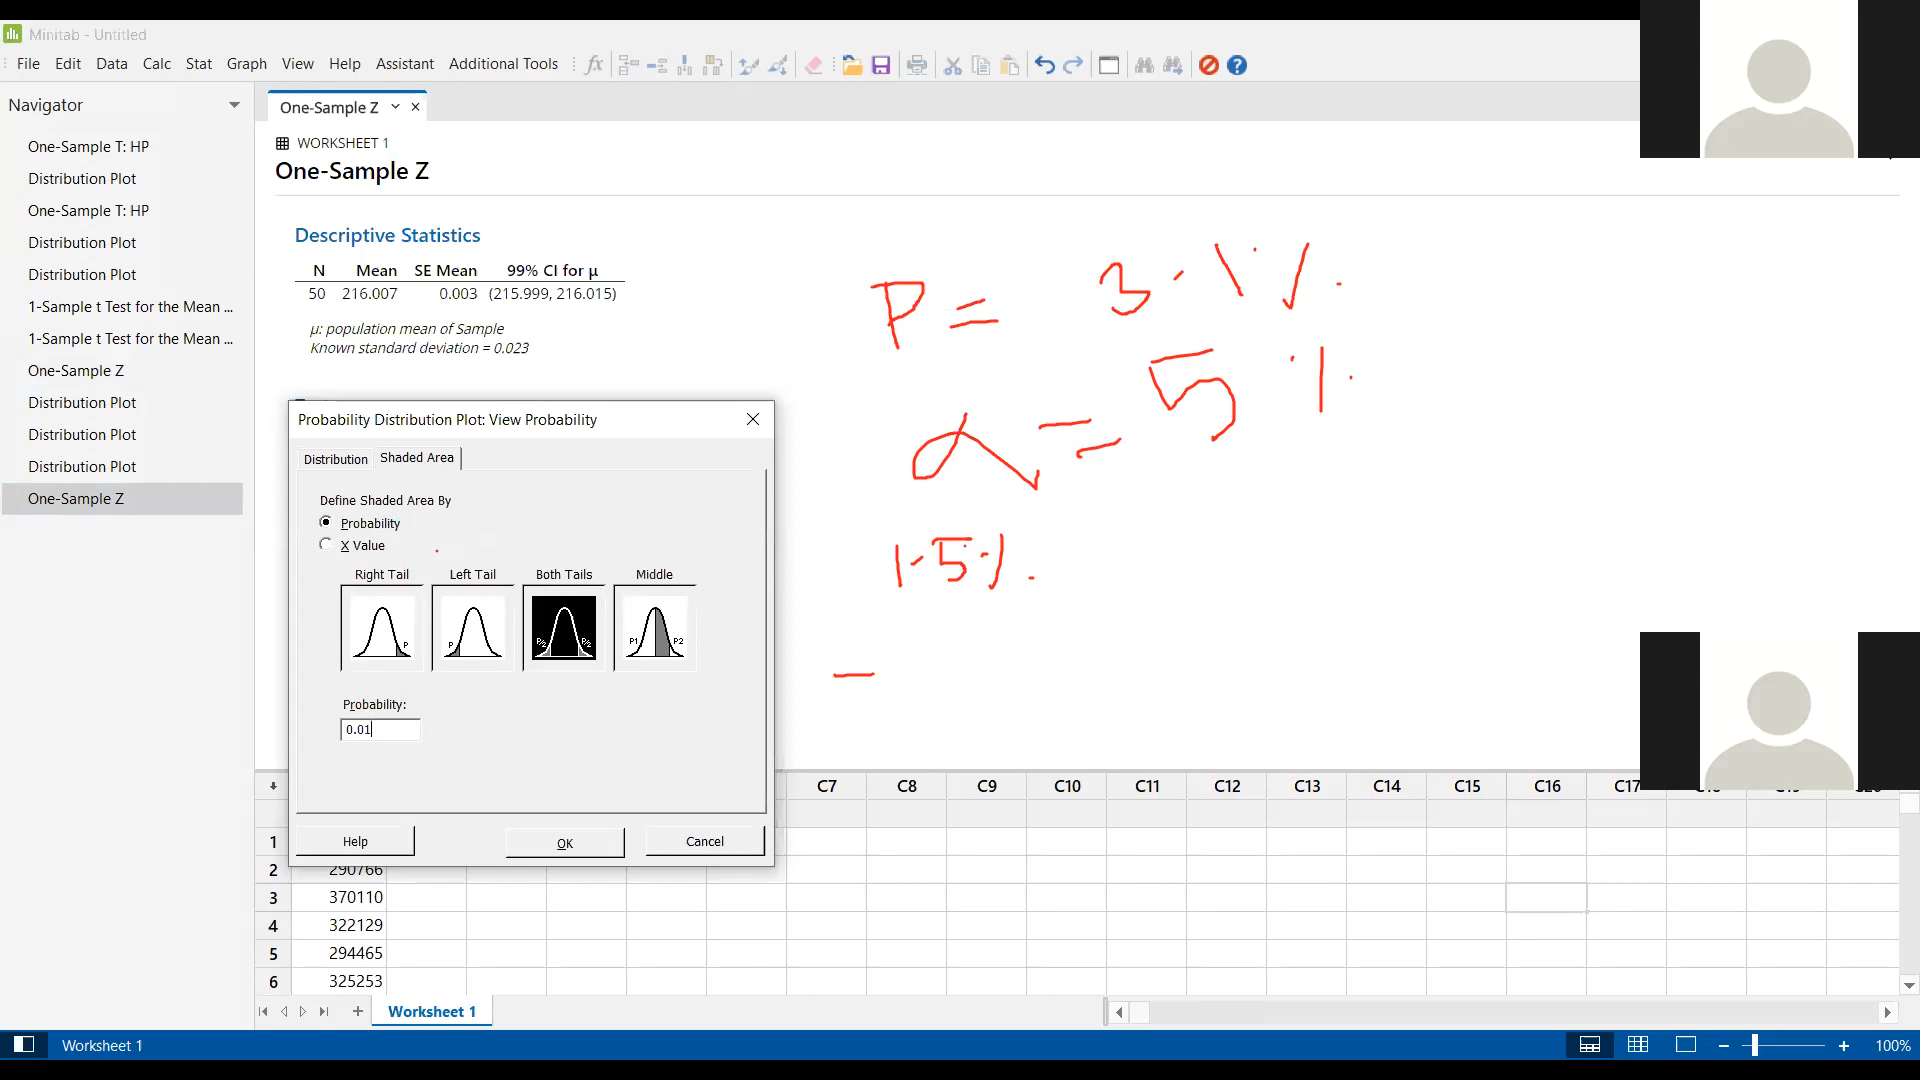 Minitab - Untitled
File Edit Data Calc Stat Graph View Help Assistant Additional Tools
Navigator
One-Sample T: HP
Distribution Plot
One-Sample T: HP
Distribution Plot
Distribution Plot
1-Sample t Test for the Mean ...
1-Sample t Test for the Mean ...
One-Sample Z
Distribution Plot
Distribution Plot
Distribution Plot
One-Sample Z
One-Sample Z
WORKSHEET 1
One-Sample Z
Descriptive Statistics
N Mean SE Mean 99% CI for μ
50 216.007 0.003 (215.999, 216.015)
μ: population mean of Sample
Known standard deviation = 0.023
P = 3.1%
α = 5%
1.5%
Probability Distribution Plot: View Probability
Distribution Shaded Area
Define Shaded Area By
Probability
X Value
Right Tail Left Tail Both Tails Middle
P P P/2 P/2 P1 P2
Probability:
0.01
Help OK Cancel
C7 C8 C9 C10 C11 C12 C13 C14 C15 C16 C17
1
2 290766
3 370110
4 322129
5 294465
6 325253
Worksheet 1
Worksheet 1
100%